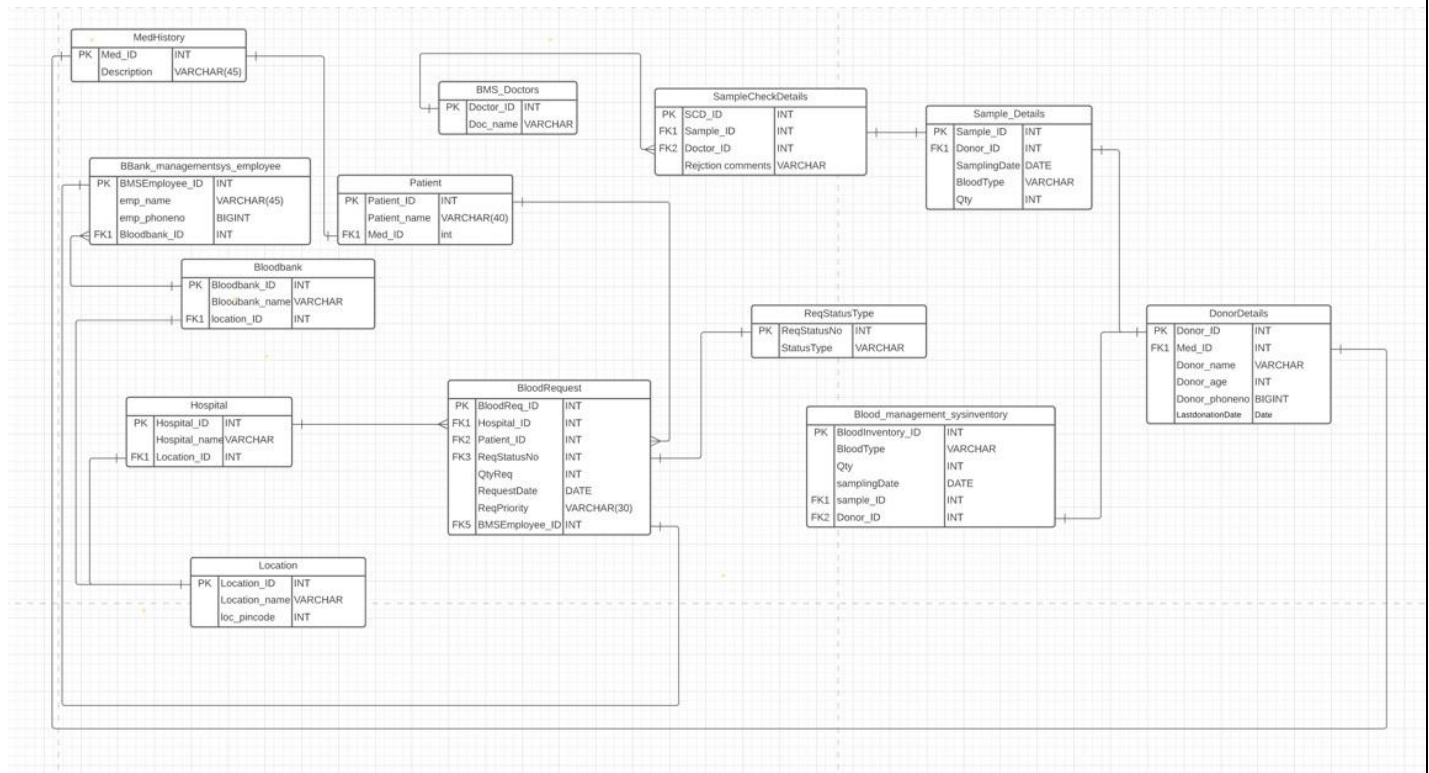 MedHistory
PK Med_ID INT
Description VARCHAR(45)
BMS_Doctors
PK Doctor_ID INT
Doc_name VARCHAR
SampleCheckDetails
PK SCD_ID INT
FK1 Sample_ID INT
FK2 Doctor_ID INT
Rejction comments VARCHAR
Sample_Details
PK Sample_ID INT
FK1 Donor_ID INT
SamplingDate DATE
BloodType VARCHAR
Qty INT
BBank_managementsys_employee
PK BMSEmployee_ID INT
emp_name VARCHAR(45)
emp_phoneno BIGINT
FK1 Bloodbank_ID INT
Patient
PK Patient_ID INT
Patient_name VARCHAR(40)
FK1 Med_ID int
Bloodbank
PK Bloodbank_ID INT
Bloodbank_name VARCHAR
FK1 location_ID INT
ReqStatusType
PK ReqStatusNo INT
StatusType VARCHAR
DonorDetails
PK Donor_ID INT
FK1 Med_ID INT
Donor_name VARCHAR
Donor_age INT
Donor_phoneno BIGINT
LastdonationDate Date
Hospital
PK Hospital_ID INT
Hospital_name VARCHAR
FK1 Location_ID INT
BloodRequest
PK BloodReq_ID INT
FK1 Hospital_ID INT
FK2 Patient_ID INT
FK3 ReqStatusNo INT
QtyReq INT
RequestDate DATE
ReqPriority VARCHAR(30)
FK5 BMSEmployee_ID INT
Blood_management_sysinventory
PK BloodInventory_ID INT
BloodType VARCHAR
Qty INT
samplingDate DATE
FK1 sample_ID INT
FK2 Donor_ID INT
Location
PK Location_ID INT
Location_name VARCHAR
loc_pincode INT